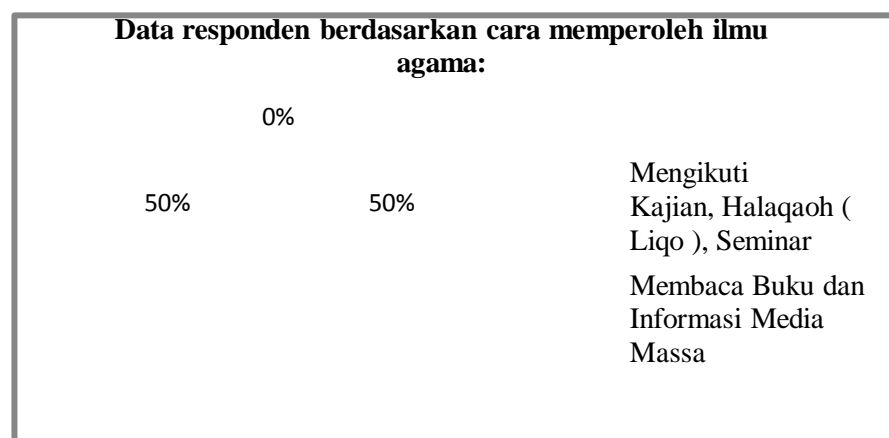 Data responden berdasarkan cara memperoleh ilmu
agama:
0%
50%
50%
Mengikuti
Kajian, Halaqaoh (
Liqo ), Seminar
Membaca Buku dan
Informasi Media
Massa